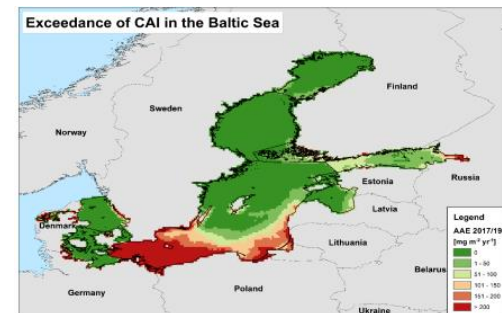 Exceedance of CAI in the Baltic Sea
Finland
Sweden
Norway
Estonia
Russia
Latvia
Denmark
Lithuania
Belarus
Germany
Poland
Ukraine
Legend
AAE 2017/19
[mg m⁻² yr⁻¹]
0
1 - 50
51 - 100
101 - 150
151 - 200
> 200